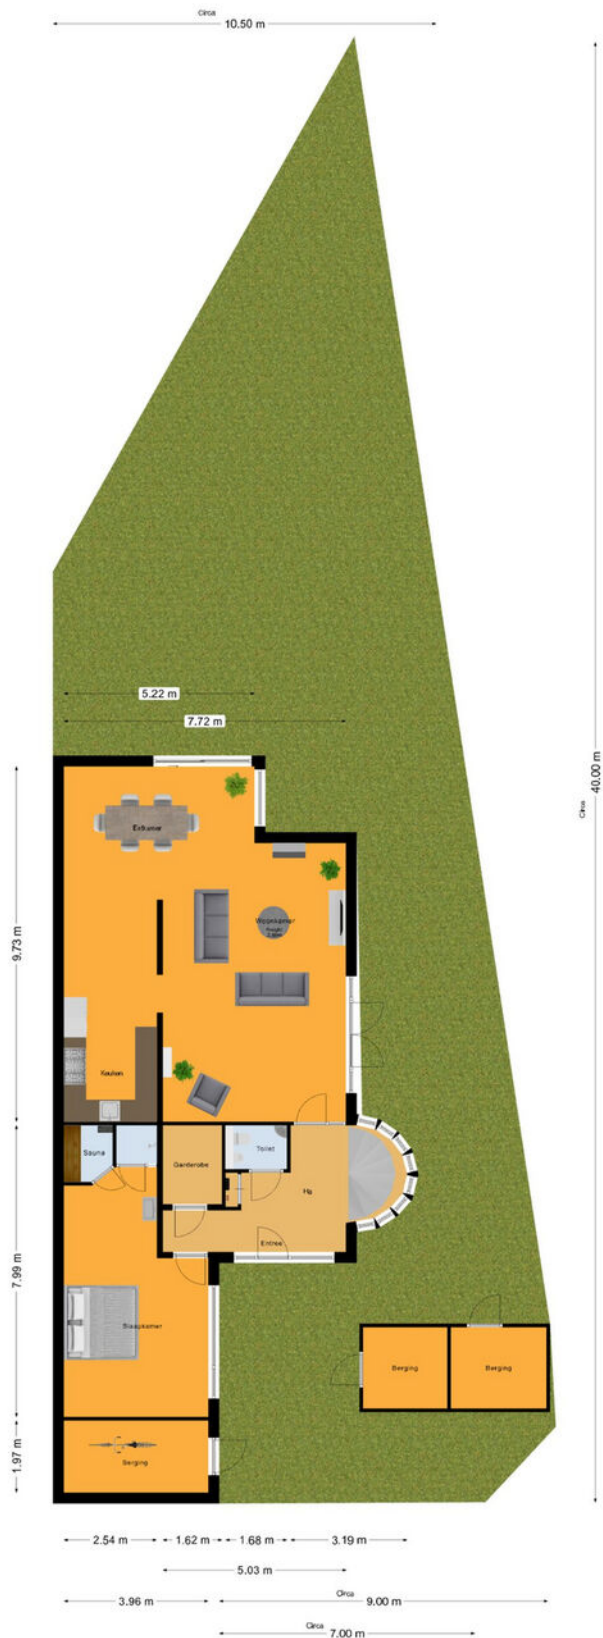 Circa
10.50 m
5.22 m
7.72 m
Eetkamer
Woonkamer
9.73 m
40.00 m
Circa
Keuken
Sauna
Garderobe
Toilet
Entree
Slaapkamer
7.99 m
Berging
Berging
Berging
1.97 m
2.54 m
1.62 m
1.68 m
3.19 m
5.03 m
3.96 m
Circa
9.00 m
Circa
7.00 m